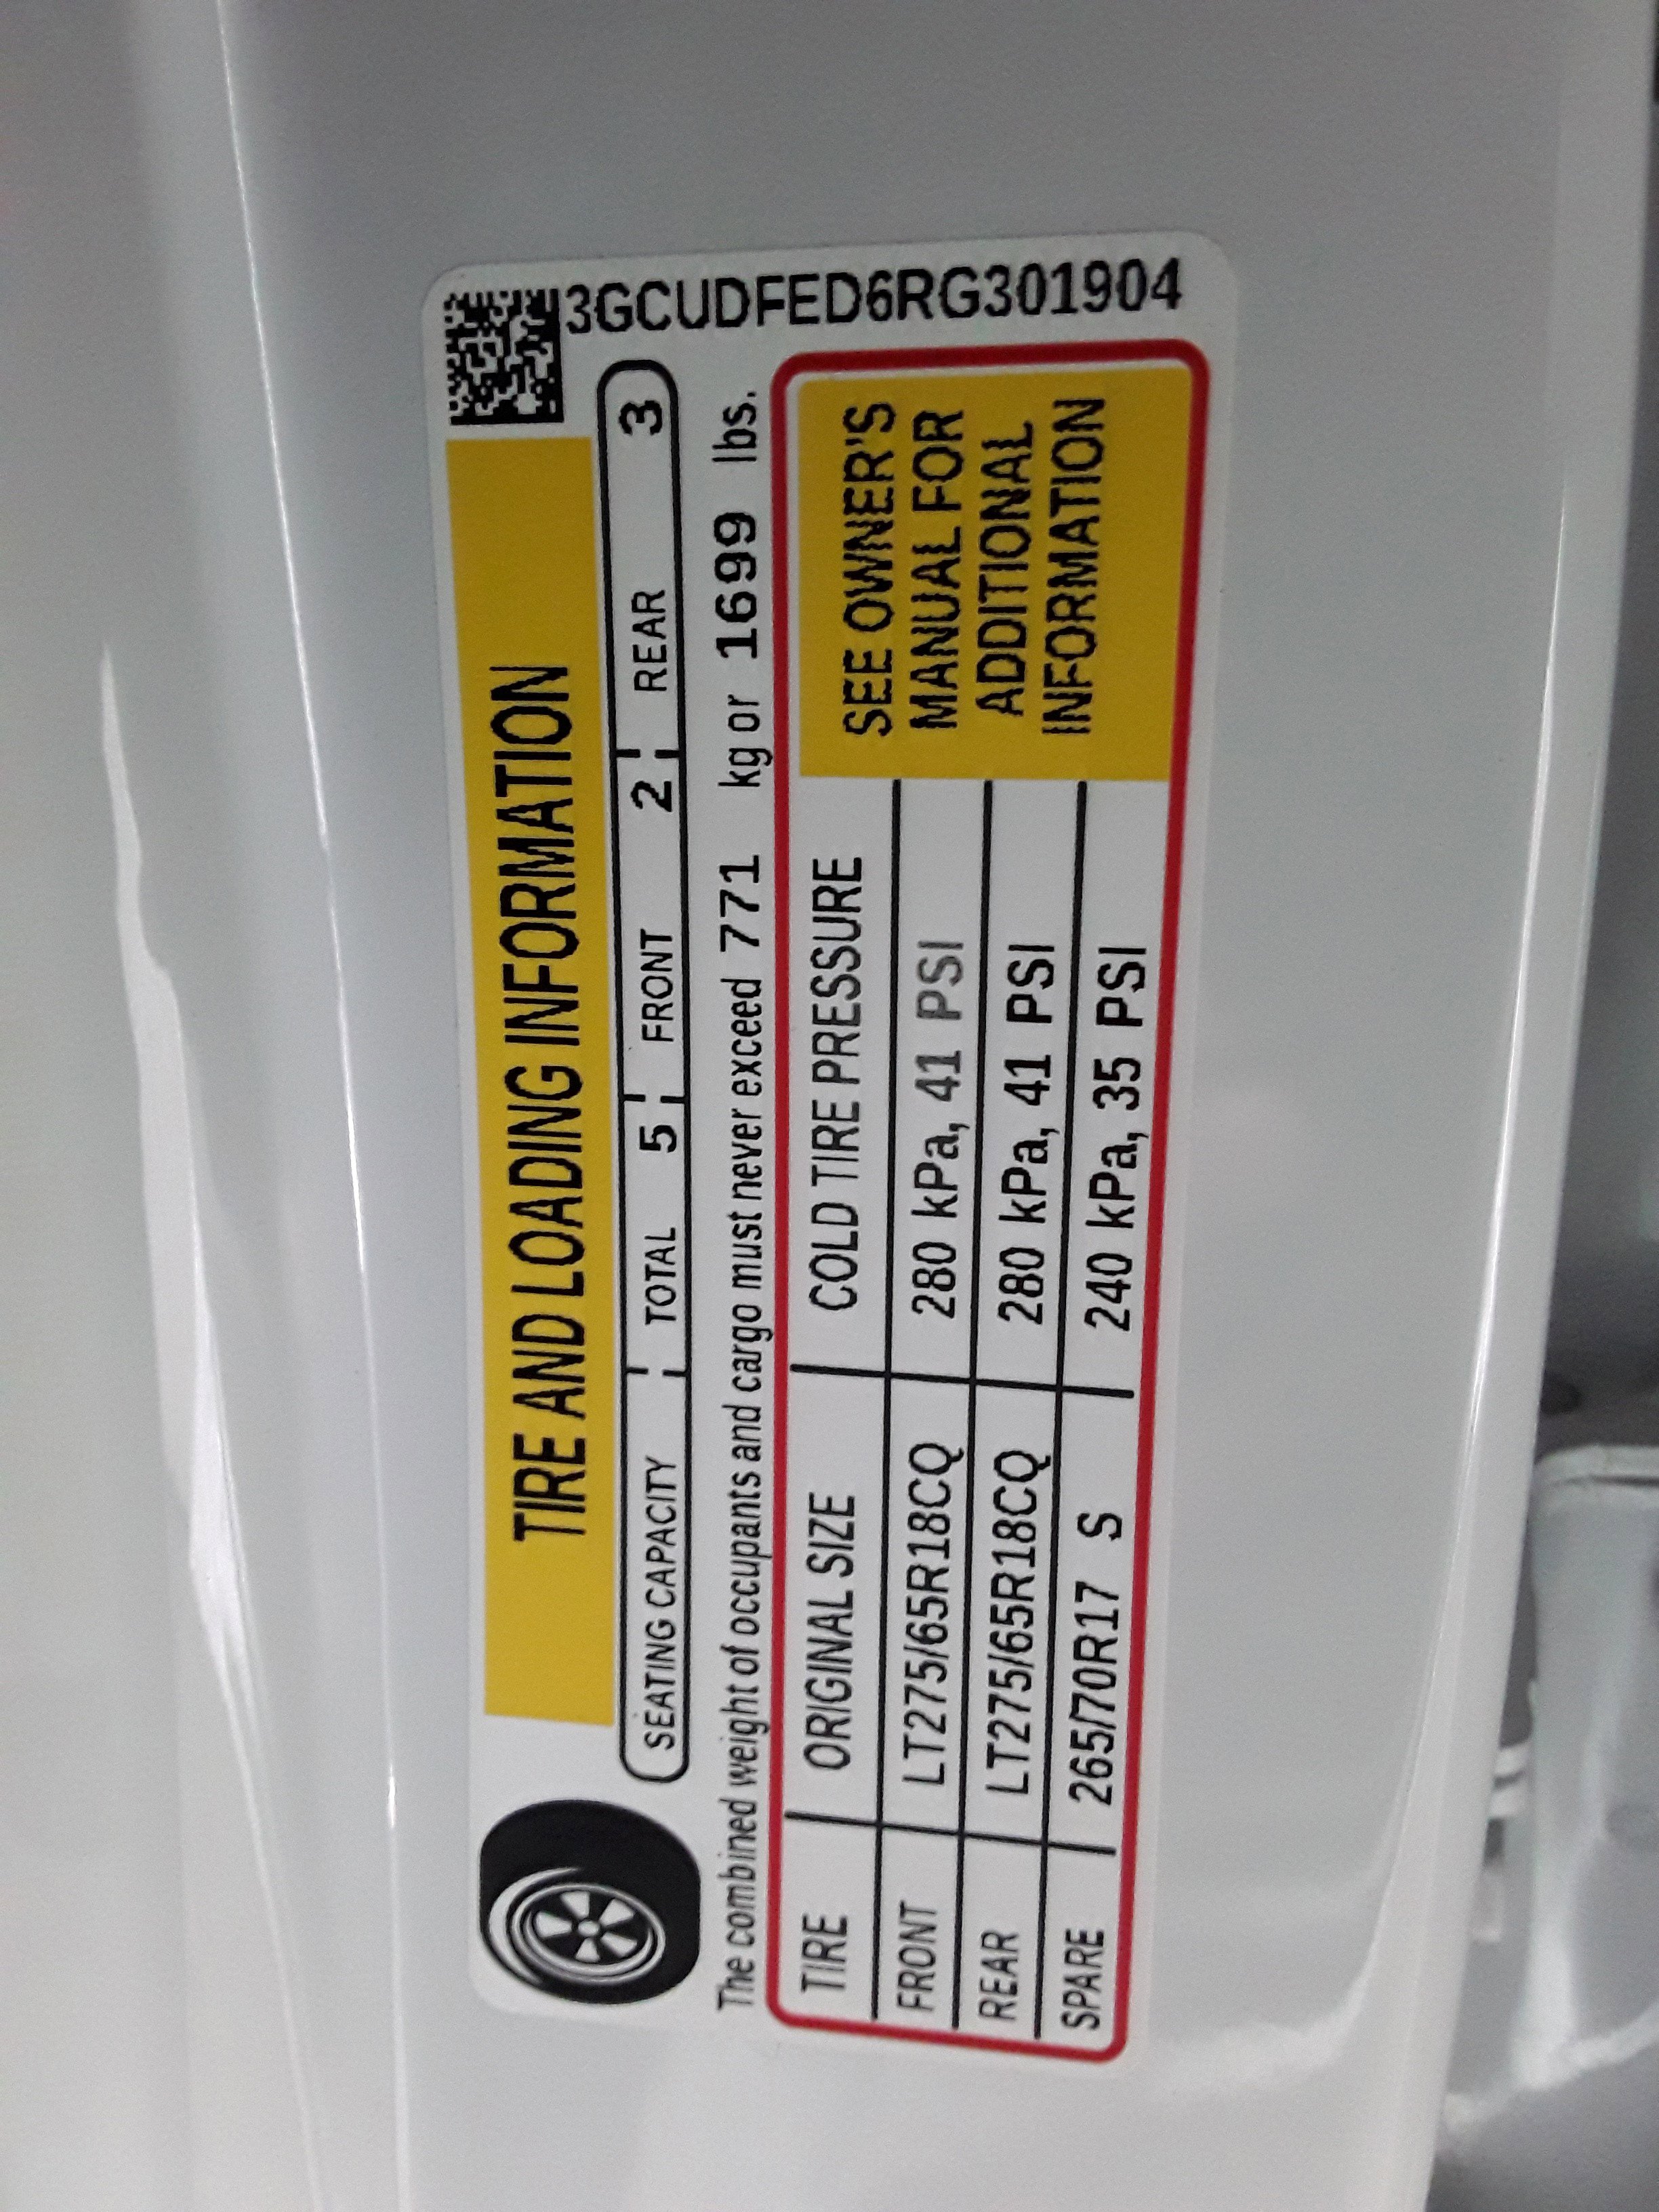 TIRE AND LOADING INFORMATION
SEATING CAPACITY TOTAL 5 FRONT 2 REAR 3
The combined weight of occupants and cargo must never exceed 771 kg or 1699 lbs.
TIRE ORIGINAL SIZE COLD TIRE PRESSURE
FRONT LT275/65R18CQ 280 kPa, 41 PSI
REAR LT275/65R18CQ 280 kPa, 41 PSI
SPARE 265/70R17 S 240 kPa, 35 PSI
SEE OWNER'S
MANUAL FOR
ADDITIONAL
INFORMATION
3GCUDFED6RG301904